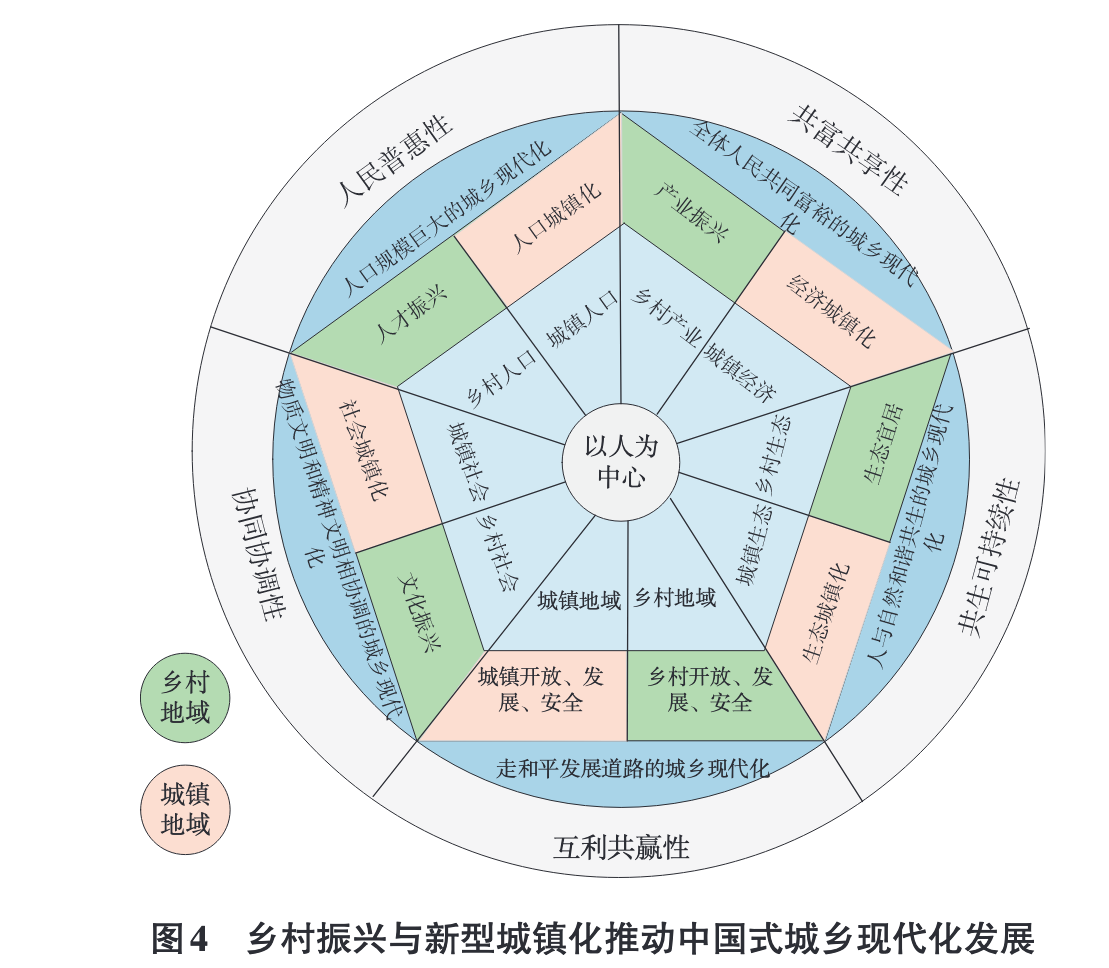 人民普惠性
共富共享性
人口规模巨大的城乡现代化
全体人民共同富裕的城乡现代
化
人口城镇化
产业振兴
人才振兴
经济城镇化
城镇人口
乡村产业
乡村人口
城镇经济
物质文明和精神文明相协调的城乡现代
化
社会城镇化
城镇社会
以人为
中心
乡村生态
生态宜居
人与自然和谐共生的城乡现代
化
协同协调性
共生可持续性
文化振兴
乡村社会
城镇生态
生态城镇化
城镇地域
乡村地域
城镇开放、发
展、安全
乡村开放、发
展、安全
走和平发展道路的城乡现代化
互利共赢性
乡村
地域
城镇
地域
图4 乡村振兴与新型城镇化推动中国式城乡现代化发展